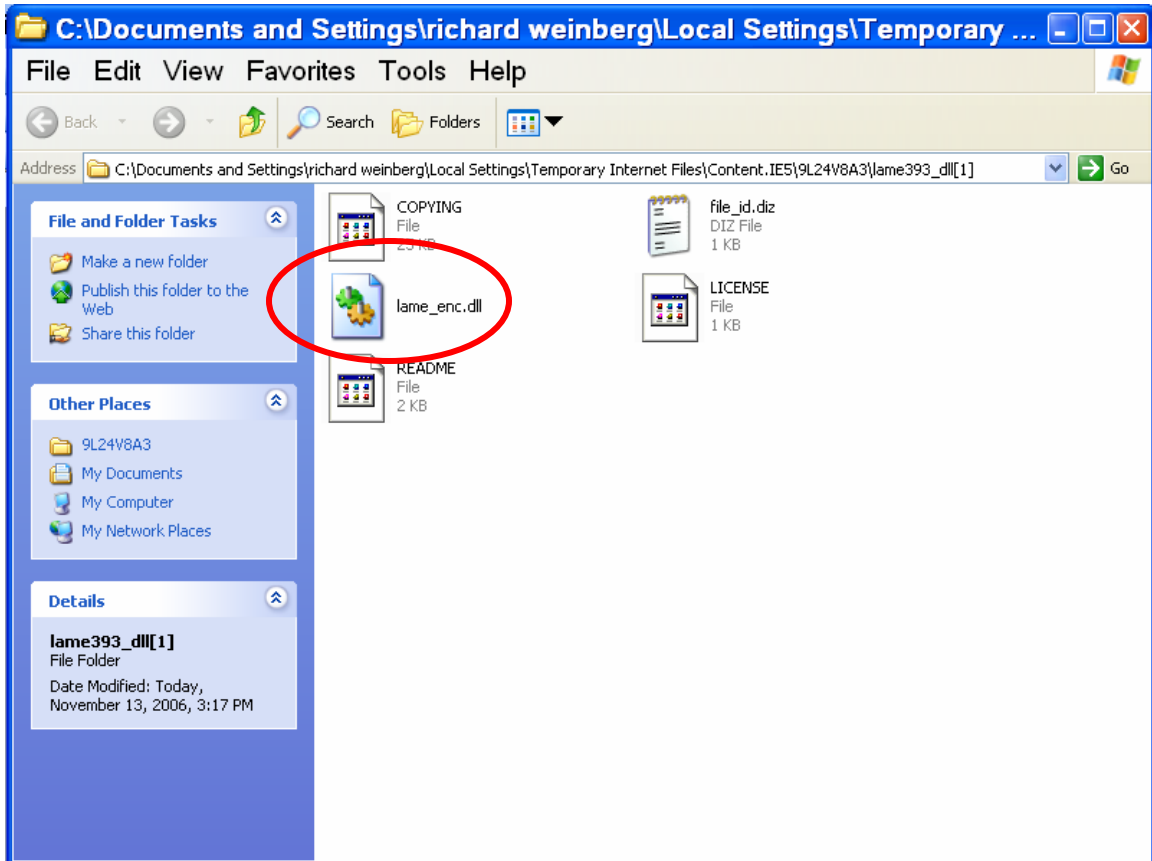 C:\Documents and Settings\richard weinberg\Local Settings\Temporary ...
File Edit View Favorites Tools Help
Back Search Folders
Address C:\Documents and Settings\richard weinberg\Local Settings\Temporary Internet Files\Content.IE5\9L24V8A3\lame393_dll[1] Go
File and Folder Tasks
Make a new folder
Publish this folder to the
Web
Share this folder
Other Places
9L24V8A3
My Documents
My Computer
My Network Places
Details
lame393_dll[1]
File Folder
Date Modified: Today,
November 13, 2006, 3:17 PM
COPYING
File
25 KB
file_id.diz
DIZ File
1 KB
lame_enc.dll
LICENSE
File
1 KB
README
File
2 KB